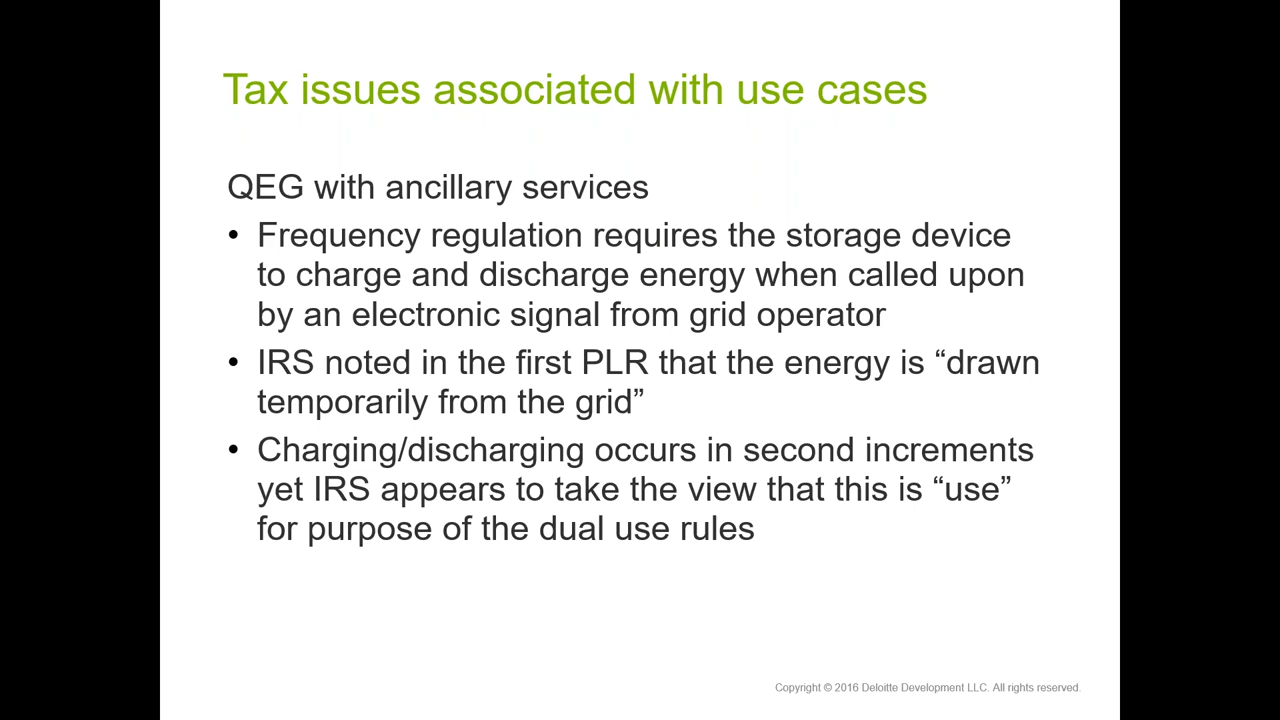 Tax issues associated with use cases
QEG with ancillary services
• Frequency regulation requires the storage device
to charge and discharge energy when called upon
by an electronic signal from grid operator
• IRS noted in the first PLR that the energy is “drawn
temporarily from the grid”
• Charging/discharging occurs in second increments
yet IRS appears to take the view that this is “use”
for purpose of the dual use rules
Copyright © 2016 Deloitte Development LLC. All rights reserved.